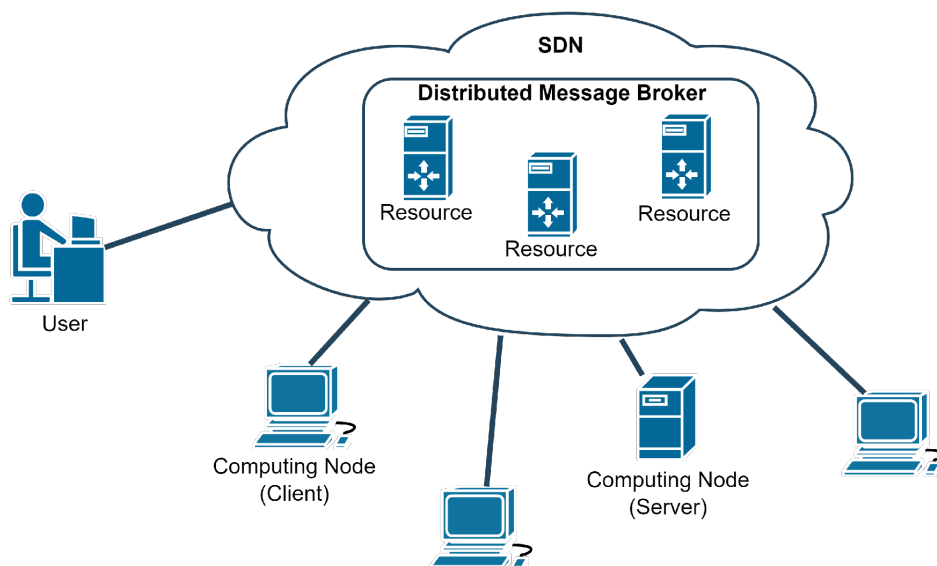 SDN
Distributed Message Broker
Resource
Resource
Resource
User
Computing Node
(Client)
Computing Node
(Server)